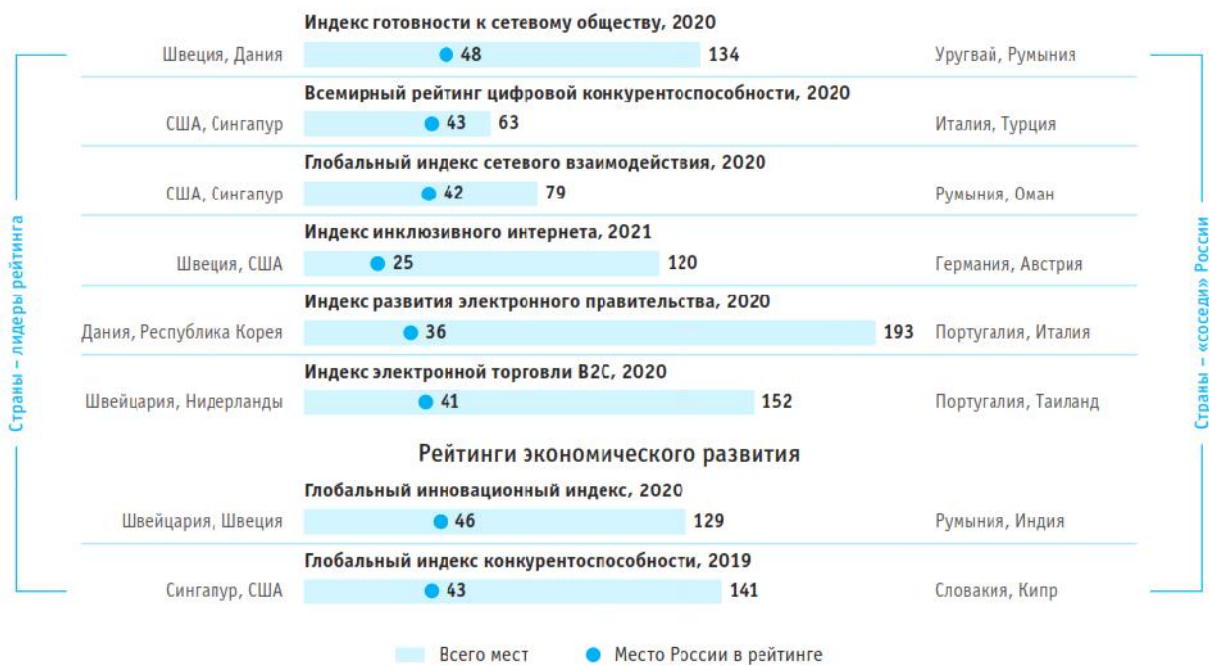 Индекс готовности к сетевому обществу, 2020
Швеция, Дания 48 134 Уругвай, Румыния
Всемирный рейтинг цифровой конкурентоспособности, 2020
США, Сингапур 43 63 Италия, Турция
Глобальный индекс сетевого взаимодействия, 2020
США, Сингапур 42 79 Румыния, Оман
Индекс инклюзивного интернета, 2021
Швеция, США 25 120 Германия, Австрия
Индекс развития электронного правительства, 2020
Дания, Республика Корея 36 193 Португалия, Италия
Индекс электронной торговли B2C, 2020
Швейцария, Нидерланды 41 152 Португалия, Таиланд
Рейтинги экономического развития
Глобальный инновационный индекс, 2020
Швейцария, Швеция 46 129 Румыния, Индия
Глобальный индекс конкурентоспособности, 2019
Сингапур, США 43 141 Словакия, Кипр
Страны – лидеры рейтинга
Страны – «соседи» России
Всего мест Место России в рейтинге